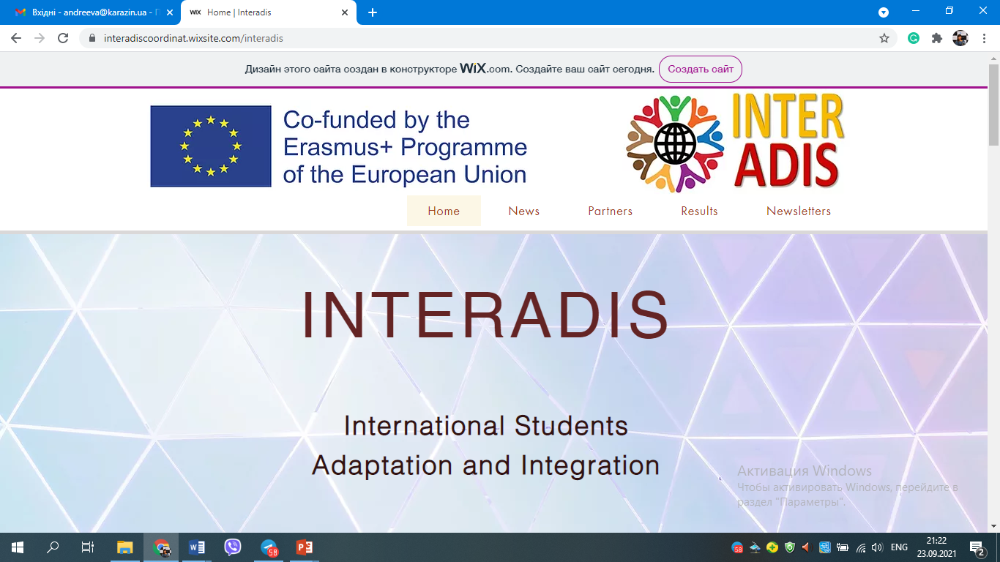 Вхідні - andreeva@karazin.ua - П
WIX Home | Interadis
interadiscoordinat.wixsite.com/interadis
Дизайн этого сайта создан в конструкторе WiX.com. Создайте ваш сайт сегодня. Создать сайт
Co-funded by the
Erasmus+ Programme
of the European Union
INTER
ADIS
Home News Partners Results Newsletters
INTERADIS
International Students
Adaptation and Integration
Активация Windows
Чтобы активировать Windows, перейдите в
раздел "Параметры".
58
58
ENG
21:22
23.09.2021
2